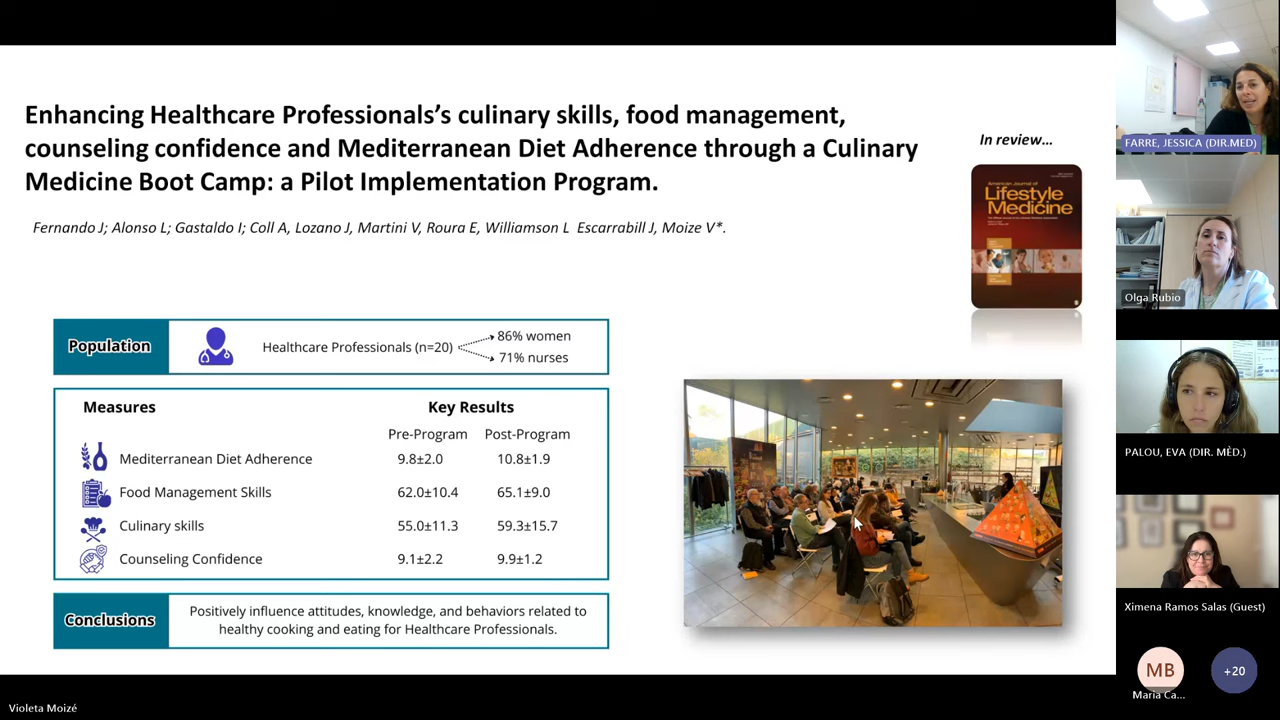 Enhancing Healthcare Professionals's culinary skills, food management,
counseling confidence and Mediterranean Diet Adherence through a Culinary
Medicine Boot Camp: a Pilot Implementation Program.
Fernando J; Alonso L; Gastaldo I; Coll A, Lozano J, Martini V, Roura E, Williamson L Escarrabill J, Moize V*.
In review...
American Journal of
Lifestyle
Medicine
Population
Healthcare Professionals (n=20)
86% women
71% nurses
Measures
Key Results
Pre-Program Post-Program
Mediterranean Diet Adherence 9.8±2.0 10.8±1.9
Food Management Skills 62.0±10.4 65.1±9.0
Culinary skills 55.0±11.3 59.3±15.7
Counseling Confidence 9.1±2.2 9.9±1.2
Conclusions
Positively influence attitudes, knowledge, and behaviors related to
healthy cooking and eating for Healthcare Professionals.
Violeta Moizé
FARRE, JESSICA (DIR.MED)
Olga Rubio
PALOU, EVA (DIR. MÈD.)
Ximena Ramos Salas (Guest)
MB
Maria Ca...
+20